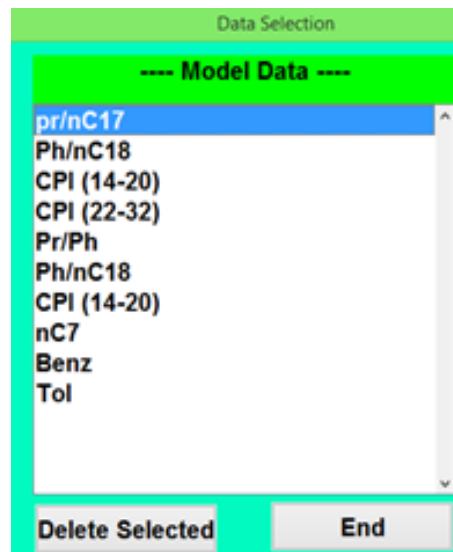 Data Selection
---- Model Data ----
pr/nC17
Ph/nC18
CPI (14-20)
CPI (22-32)
Pr/Ph
Ph/nC18
CPI (14-20)
nC7
Benz
Tol
Delete Selected
End